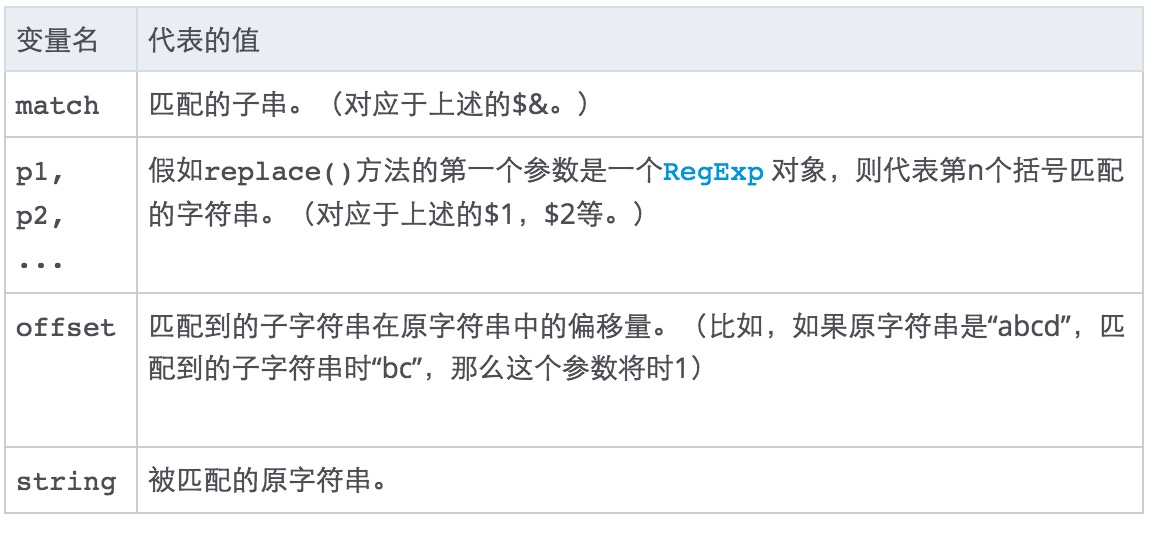 变量名
代表的值
match
匹配的子串。（对应于上述的$&。）
p1,
p2,
...
假如replace()方法的第一个参数是一个RegExp 对象，则代表第n个括号匹配
的字符串。（对应于上述的$1，$2等。）
offset
匹配到的子字符串在原字符串中的偏移量。（比如，如果原字符串是“abcd”，匹
配到的子字符串时“bc”，那么这个参数将时1）
string
被匹配的原字符串。